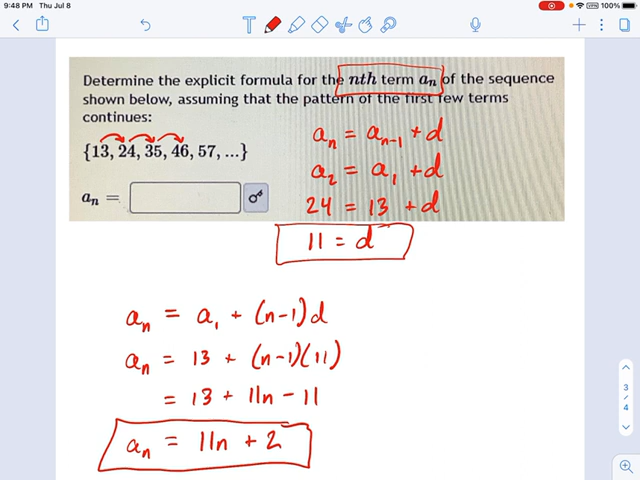 9:48 PM Thu Jul 8
100%
T
Determine the explicit formula for the nth term aₙ of the sequence
shown below, assuming that the pattern of the first few terms
continues:
{13, 24, 35, 46, 57, ...}
aₙ =
aₙ = aₙ₋₁ + d
a₂ = a₁ + d
24 = 13 + d
11 = d
aₙ = a₁ + (n-1)d
aₙ = 13 + (n-1)(11)
= 13 + 11n - 11
aₙ = 11n + 2
3
/
4